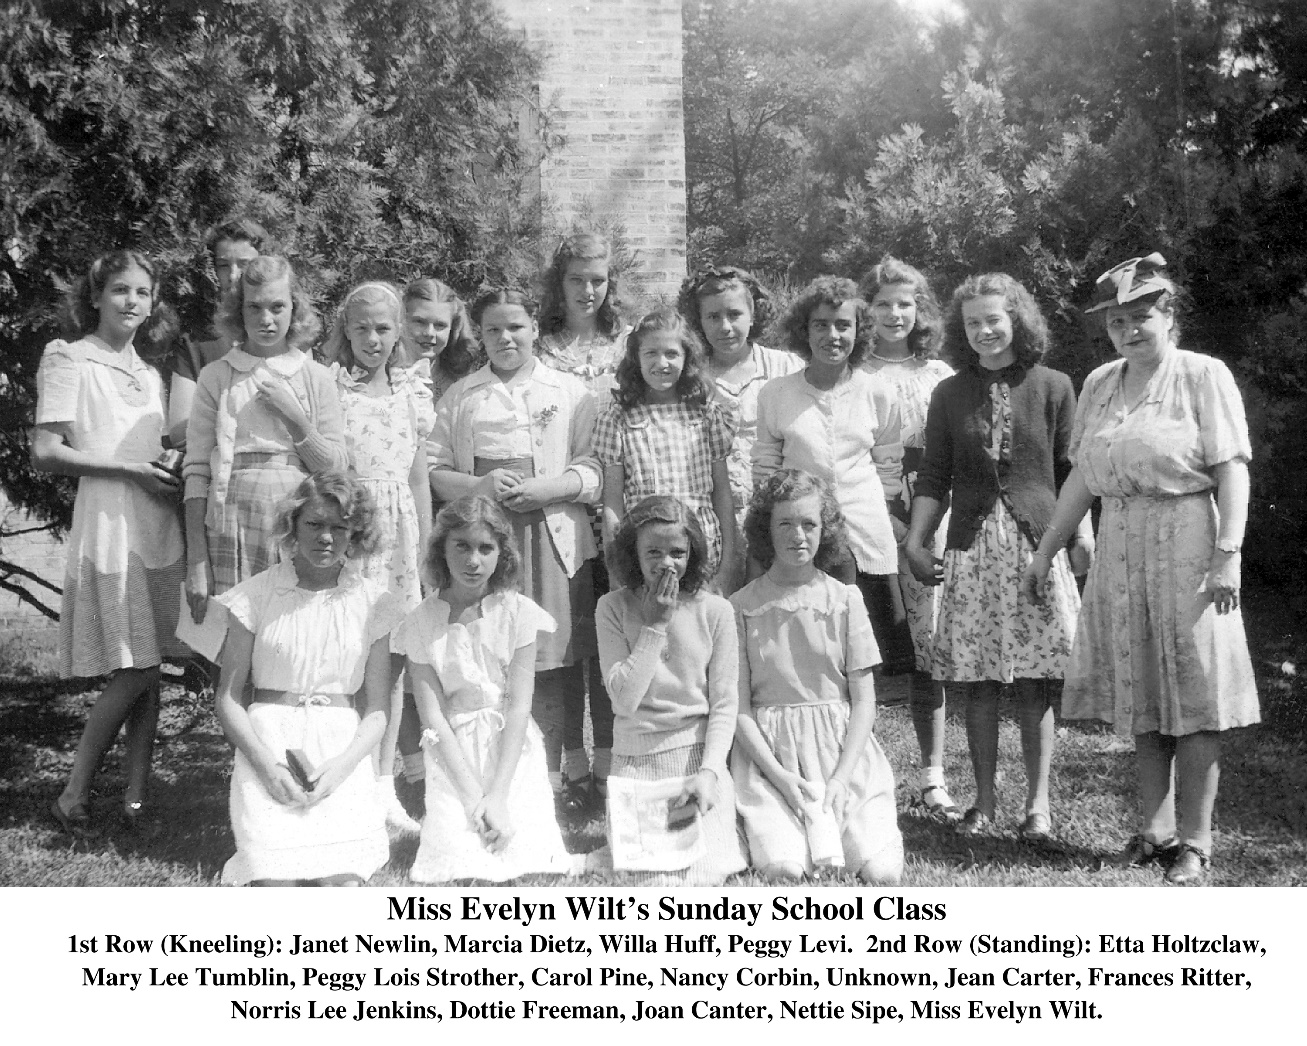 Miss Evelyn Wilt’s Sunday School Class
1st Row (Kneeling): Janet Newlin, Marcia Dietz, Willa Huff, Peggy Levi.  2nd Row (Standing): Etta Holtzclaw,
Mary Lee Tumblin, Peggy Lois Strother, Carol Pine, Nancy Corbin, Unknown, Jean Carter, Frances Ritter,
Norris Lee Jenkins, Dottie Freeman, Joan Canter, Nettie Sipe, Miss Evelyn Wilt.